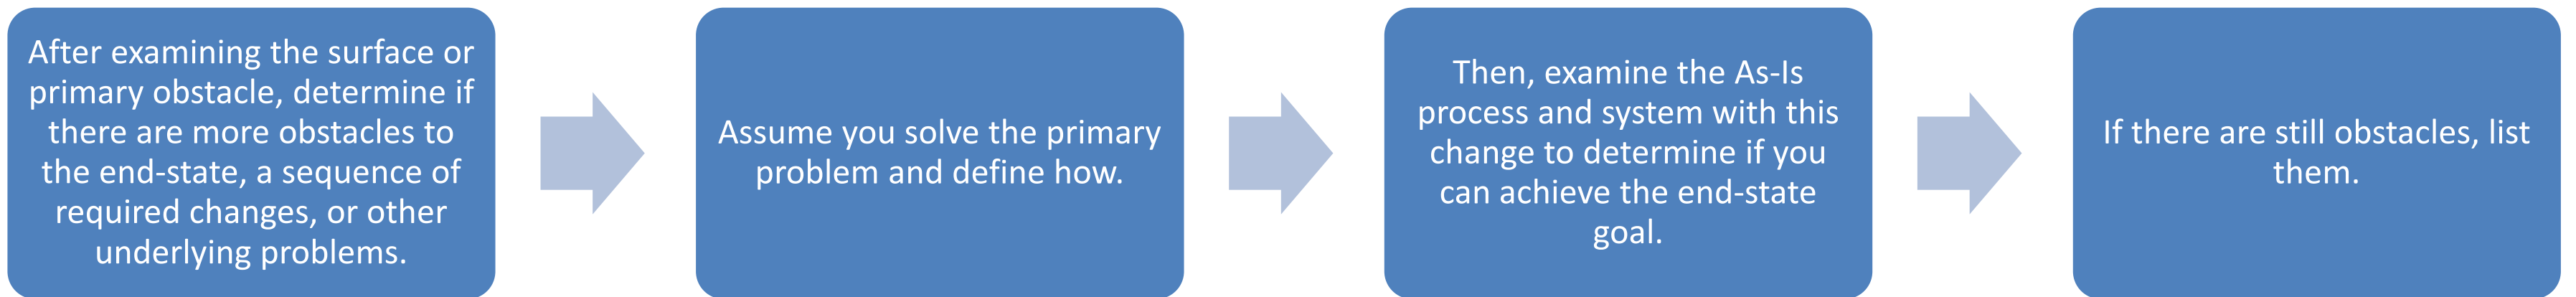 After examining the surface or
primary obstacle, determine if
there are more obstacles to
the end-state, a sequence of
required changes, or other
underlying problems.
Assume you solve the primary
problem and define how.
Then, examine the As-Is
process and system with this
change to determine if you
can achieve the end-state
goal.
If there are still obstacles, list
them.